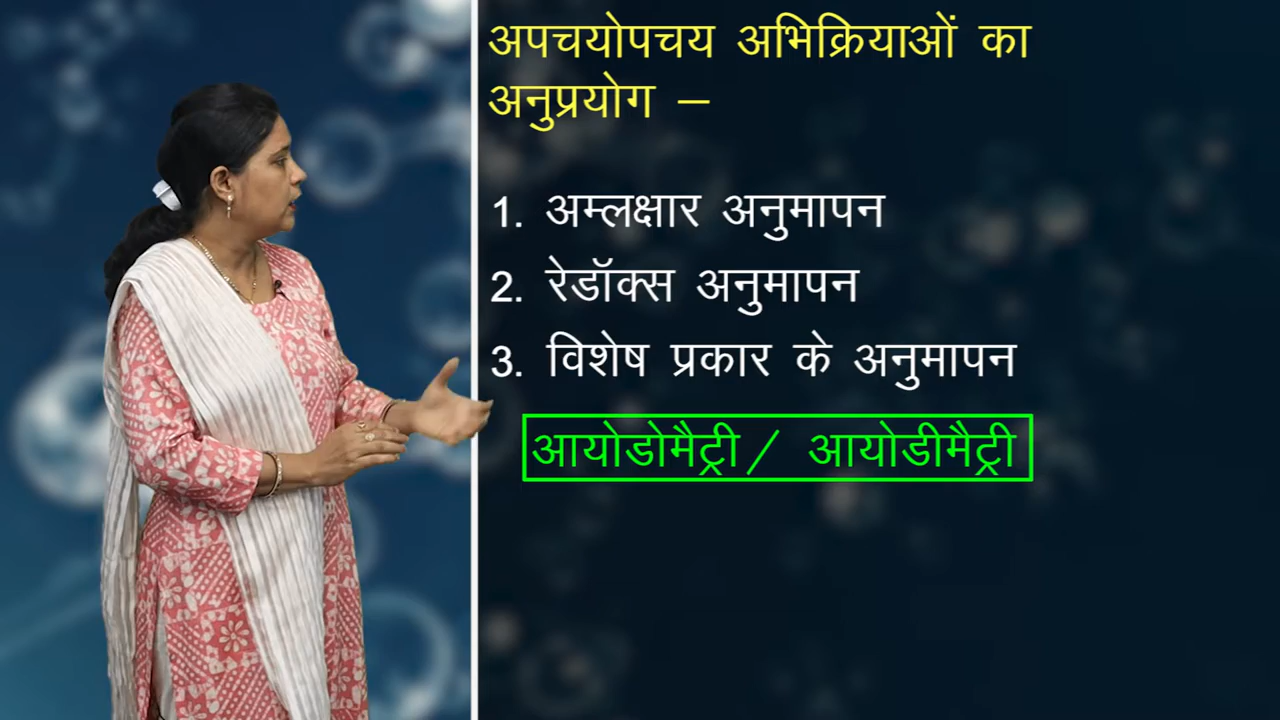 अपचयोपचय अभिक्रियाओं का
अनुप्रयोग –
1. अम्लक्षार अनुमापन
2. रेडॉक्स अनुमापन
3. विशेष प्रकार के अनुमापन
आयोडोमैट्री / आयोडीमैट्री